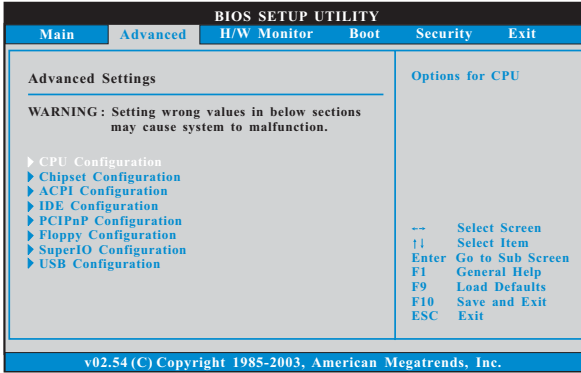 BIOS SETUP UTILITY
Main Advanced H/W Monitor Boot Security Exit
Advanced Settings
WARNING : Setting wrong values in below sections
may cause system to malfunction.
CPU Configuration
Chipset Configuration
ACPI Configuration
IDE Configuration
PCIPnP Configuration
Floppy Configuration
SuperIO Configuration
USB Configuration
Options for CPU
←→ Select Screen
↑↓ Select Item
Enter Go to Sub Screen
F1 General Help
F9 Load Defaults
F10 Save and Exit
ESC Exit
v02.54 (C) Copyright 1985-2003, American Megatrends, Inc.